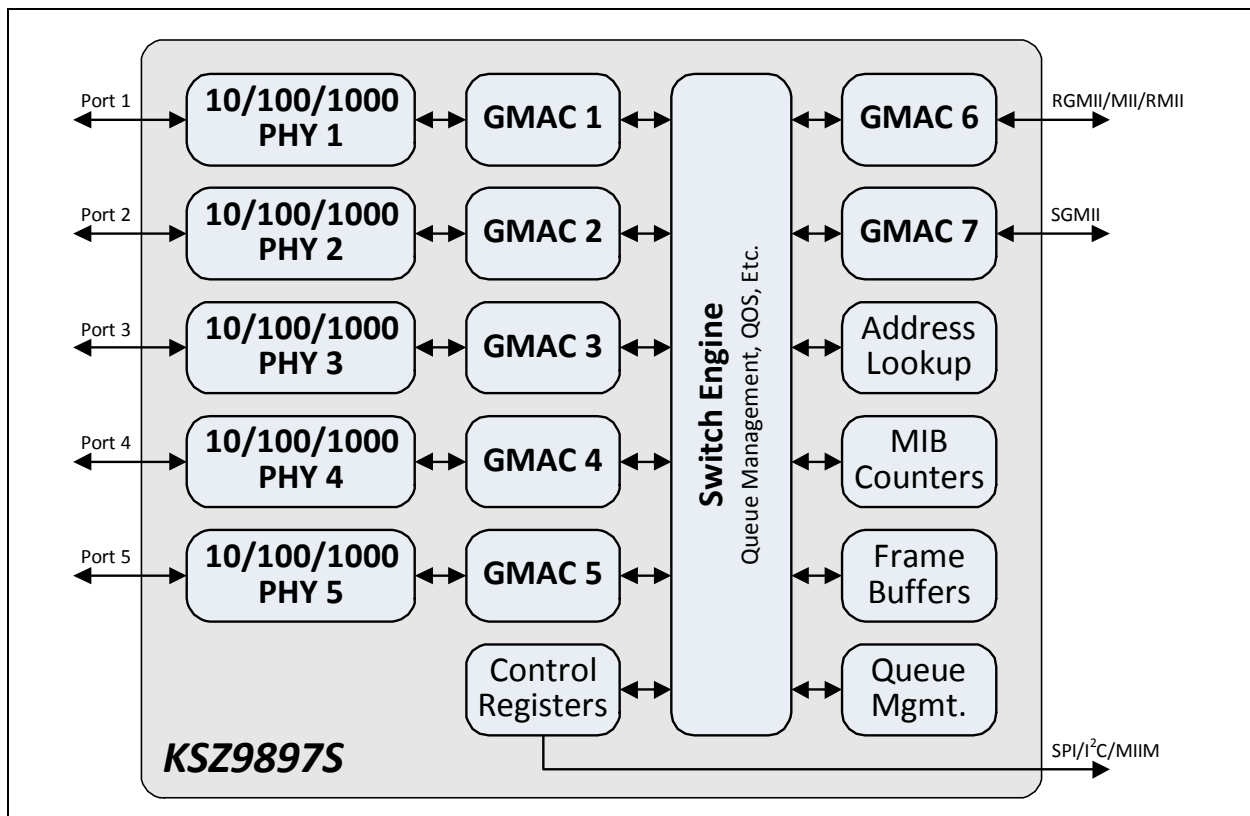 Port 1
10/100/1000
PHY 1
GMAC 1
GMAC 6
RGMII/MII/RMII
Port 2
10/100/1000
PHY 2
GMAC 2
GMAC 7
SGMII
Port 3
10/100/1000
PHY 3
GMAC 3
Switch Engine
Queue Management, QOS, Etc.
Address
Lookup
Port 4
10/100/1000
PHY 4
GMAC 4
MIB
Counters
Port 5
10/100/1000
PHY 5
GMAC 5
Frame
Buffers
Control
Registers
Queue
Mgmt.
KSZ9897S
SPI/I²C/MIIM